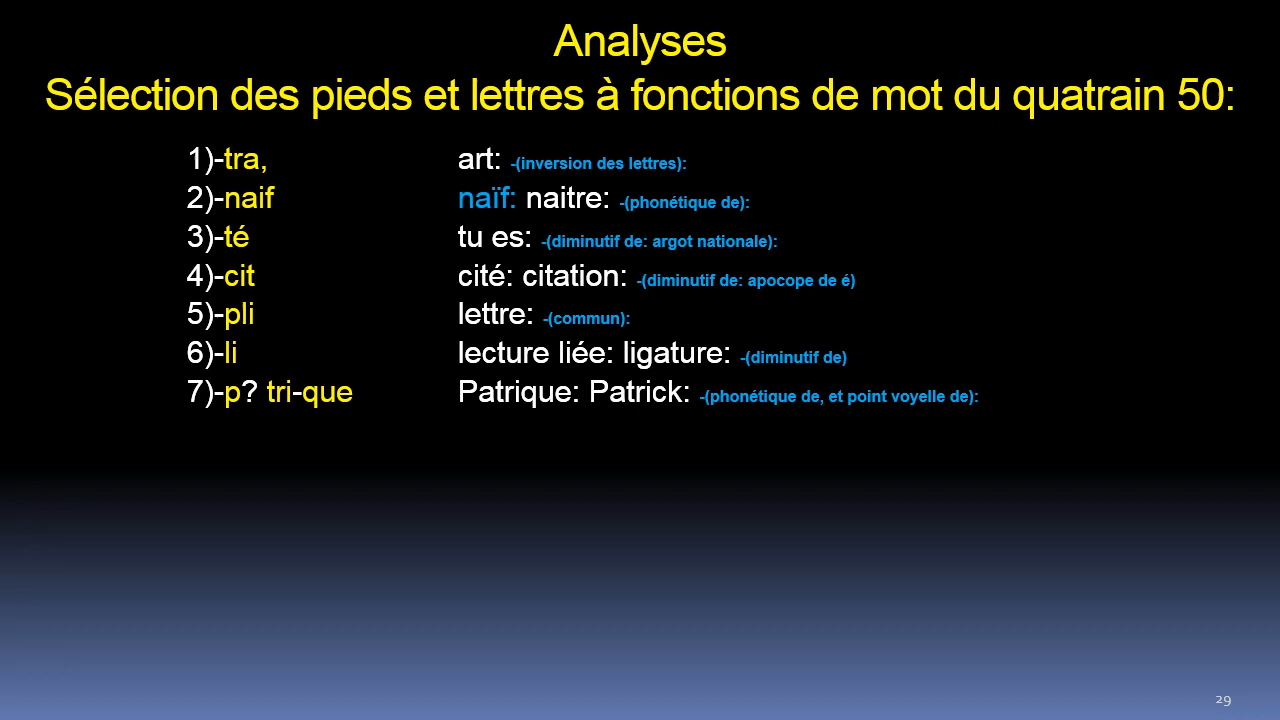 Analyses
Sélection des pieds et lettres à fonctions de mot du quatrain 50:
1)-tra, art: -(inversion des lettres):
2)-naif naïf: naitre: -(phonétique de):
3)-té tu es: -(diminutif de: argot nationale):
4)-cit cité: citation: -(diminutif de: apocope de é)
5)-pli lettre: -(commun):
6)-li lecture liée: ligature: -(diminutif de)
7)-p? tri-que Patrique: Patrick: -(phonétique de, et point voyelle de):
29